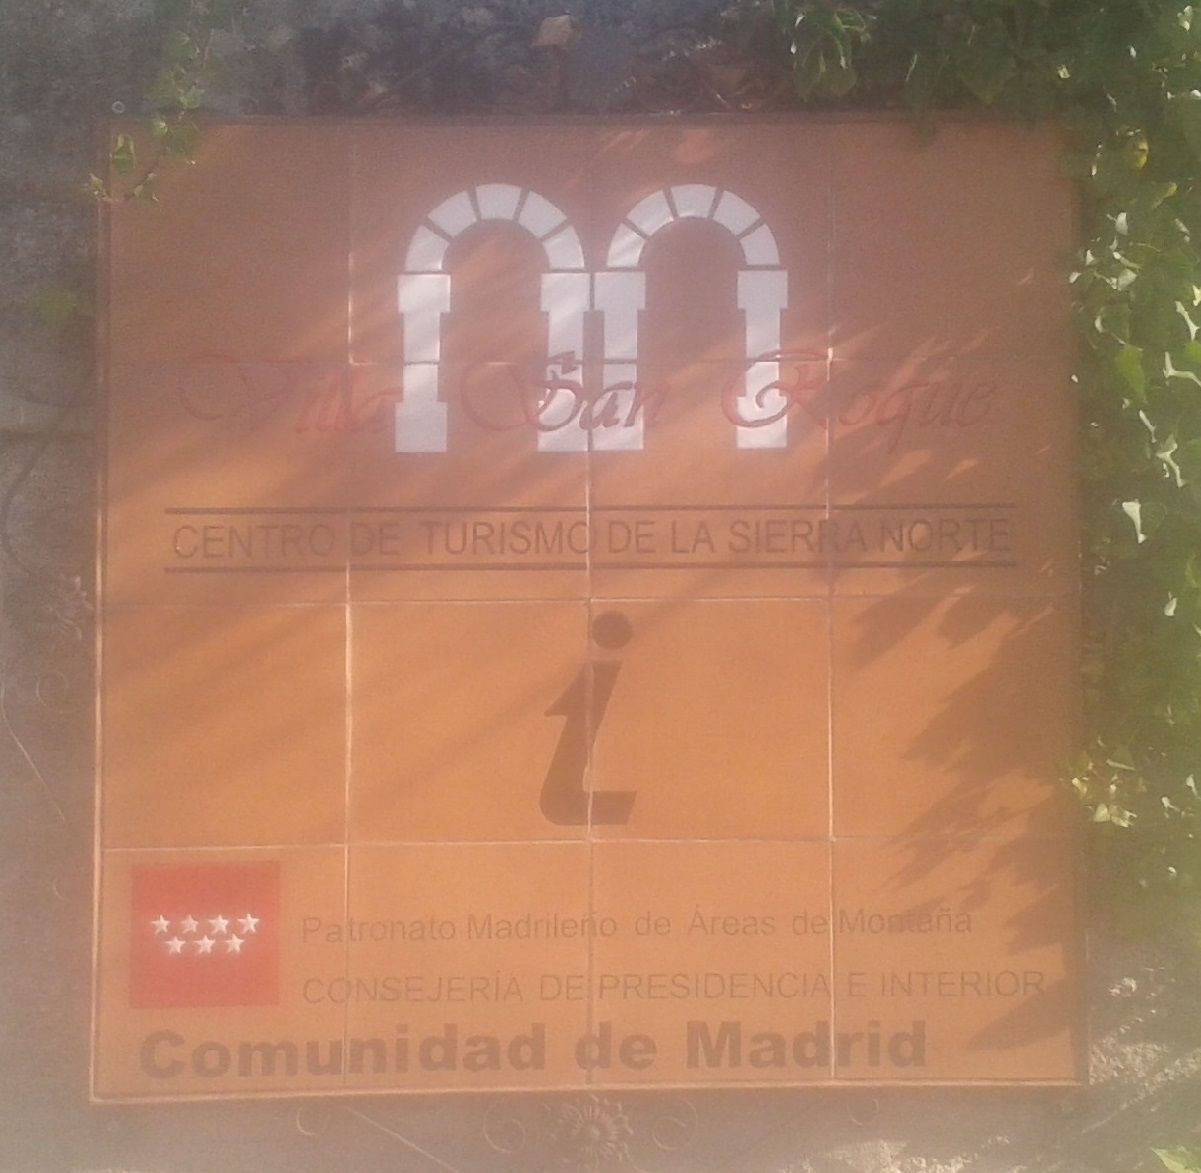 Villa San Roque
CENTRO DE TURISMO DE LA SIERRA NORTE
i
Patronato Madrileño de Áreas de Montaña
CONSEJERÍA DE PRESIDENCIA E INTERIOR
Comunidad de Madrid